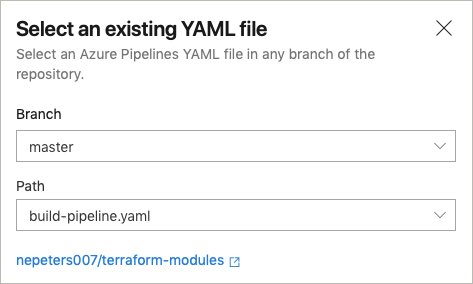 Select an existing YAML file
Select an Azure Pipelines YAML file in any branch of the
repository.
Branch
master
Path
build-pipeline.yaml
nepeters007/terraform-modules